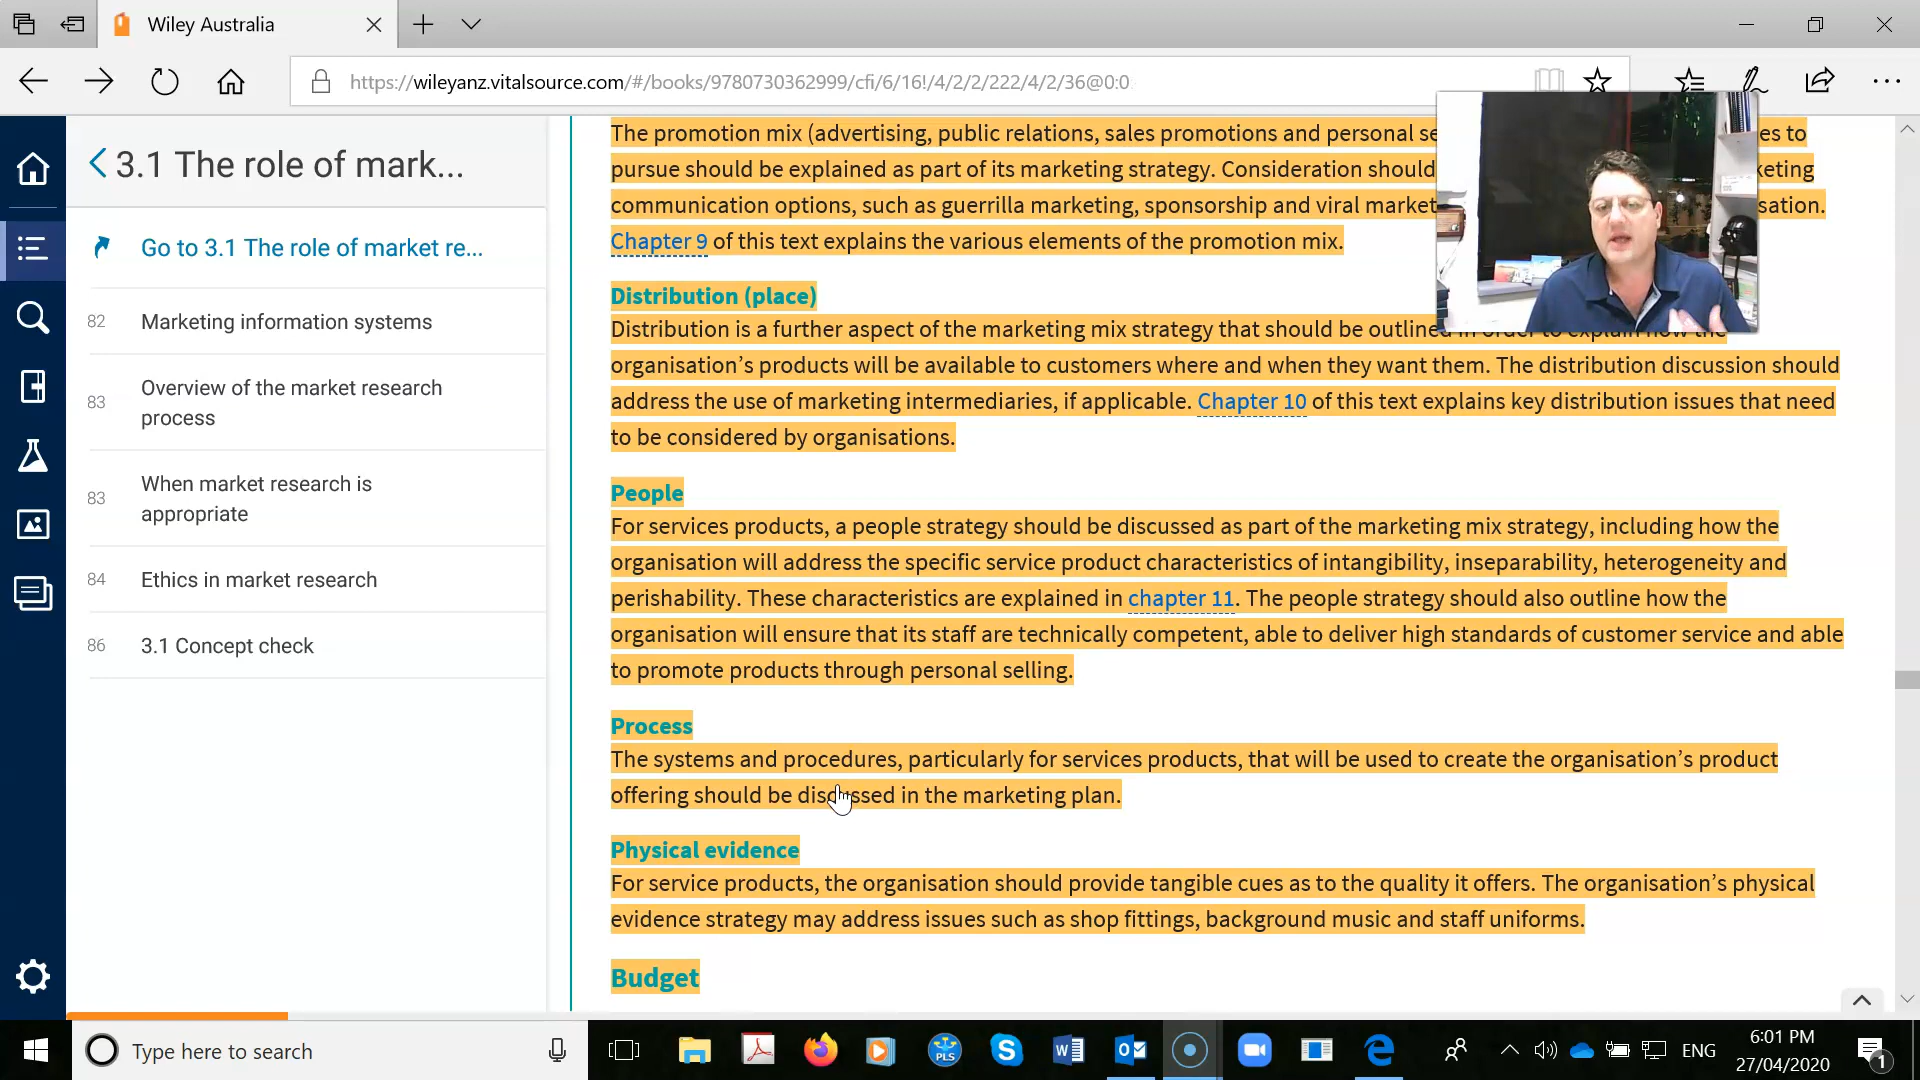 Wiley Australia
https://wileyanz.vitalsource.com/#/books/9780730362999/cfi/6/16!/4/2/2/222/4/2/36@0:0
3.1 The role of mark...
Go to 3.1 The role of market re...
82 Marketing information systems
83 Overview of the market research
process
83 When market research is
appropriate
84 Ethics in market research
86 3.1 Concept check
The promotion mix (advertising, public relations, sales promotions and personal se es to
pursue should be explained as part of its marketing strategy. Consideration should keting
communication options, such as guerrilla marketing, sponsorship and viral market sation.
Chapter 9 of this text explains the various elements of the promotion mix.
Distribution (place)
Distribution is a further aspect of the marketing mix strategy that should be outlined in order to explain how the
organisation’s products will be available to customers where and when they want them. The distribution discussion should
address the use of marketing intermediaries, if applicable. Chapter 10 of this text explains key distribution issues that need
to be considered by organisations.
People
For services products, a people strategy should be discussed as part of the marketing mix strategy, including how the
organisation will address the specific service product characteristics of intangibility, inseparability, heterogeneity and
perishability. These characteristics are explained in chapter 11. The people strategy should also outline how the
organisation will ensure that its staff are technically competent, able to deliver high standards of customer service and able
to promote products through personal selling.
Process
The systems and procedures, particularly for services products, that will be used to create the organisation’s product
offering should be discussed in the marketing plan.
Physical evidence
For service products, the organisation should provide tangible cues as to the quality it offers. The organisation’s physical
evidence strategy may address issues such as shop fittings, background music and staff uniforms.
Budget
Type here to search
PLS
ENG
6:01 PM
27/04/2020
1